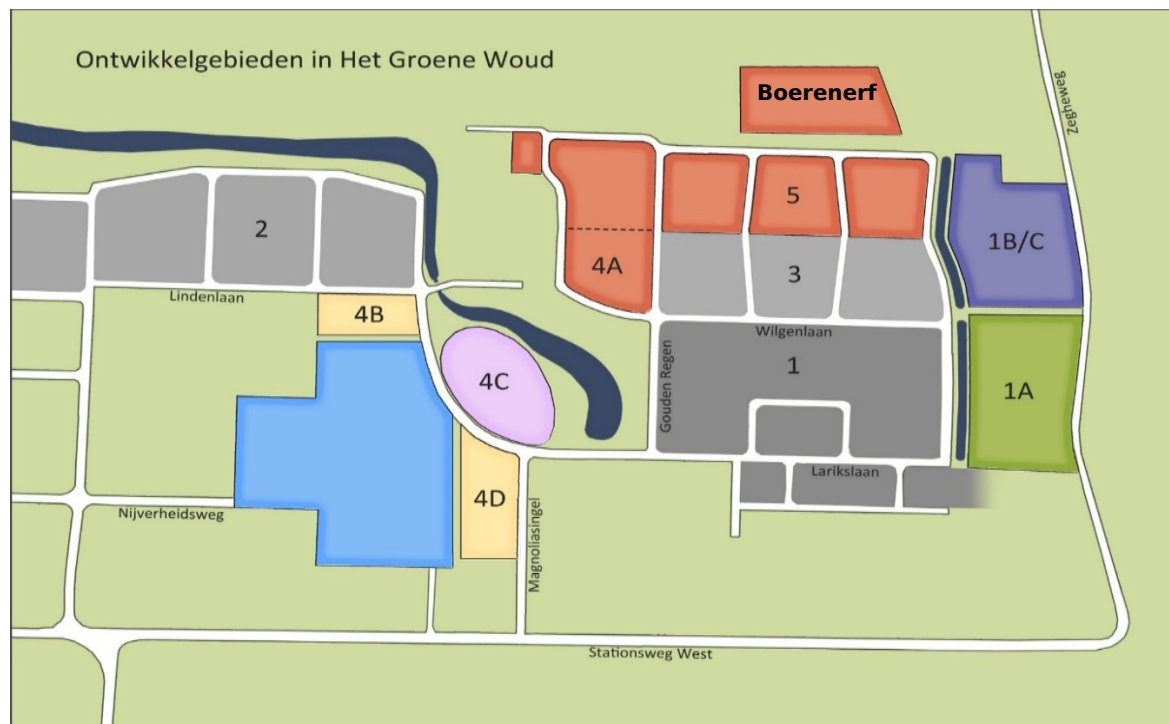 Ontwikkelgebieden in Het Groene Woud
Boerenerf
Zegheweg
2
5
1B/C
4A
3
Lindenlaan
4B
Wilgenlaan
4C
Gouden Regen
1
1A
Larikslaan
4D
Nijverheidsweg
Magnoliasingel
Stationsweg West